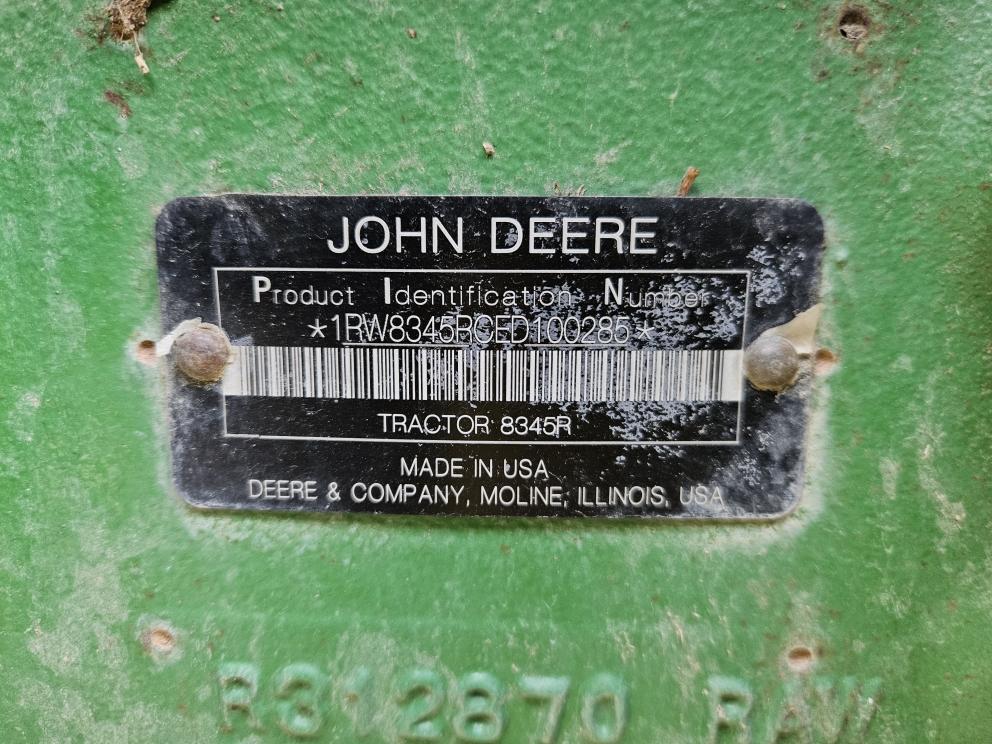 JOHN DEERE
Product Identification Number
*1RW8345RCED100285*
TRACTOR 8345R
MADE IN USA
DEERE & COMPANY, MOLINE, ILLINOIS, USA
R312870 RAW